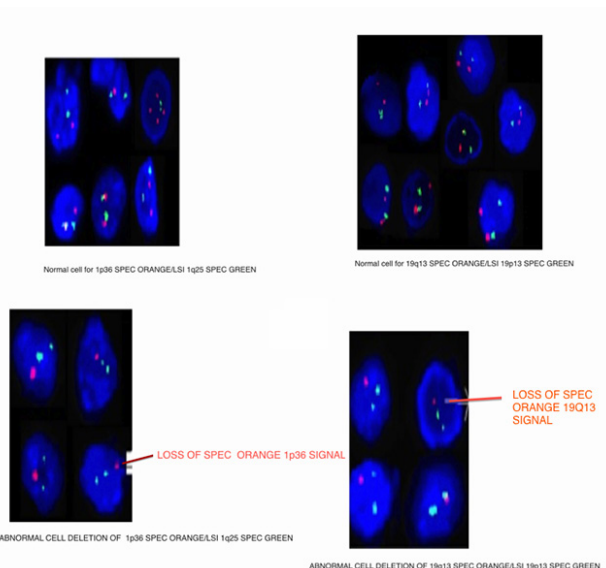 Normal cell for 1p36 SPEC ORANGE/LSI 1q25 SPEC GREEN
Normal cell for 19q13 SPEC ORANGE/LSI 19p13 SPEC GREEN
LOSS OF SPEC ORANGE 1p36 SIGNAL
LOSS OF SPEC
ORANGE 19Q13
SIGNAL
ABNORMAL CELL DELETION OF 1p36 SPEC ORANGE/LSI 1q25 SPEC GREEN
ABNORMAL CELL DELETION OF 19q13 SPEC ORANGE/LSI 19p13 SPEC GREEN